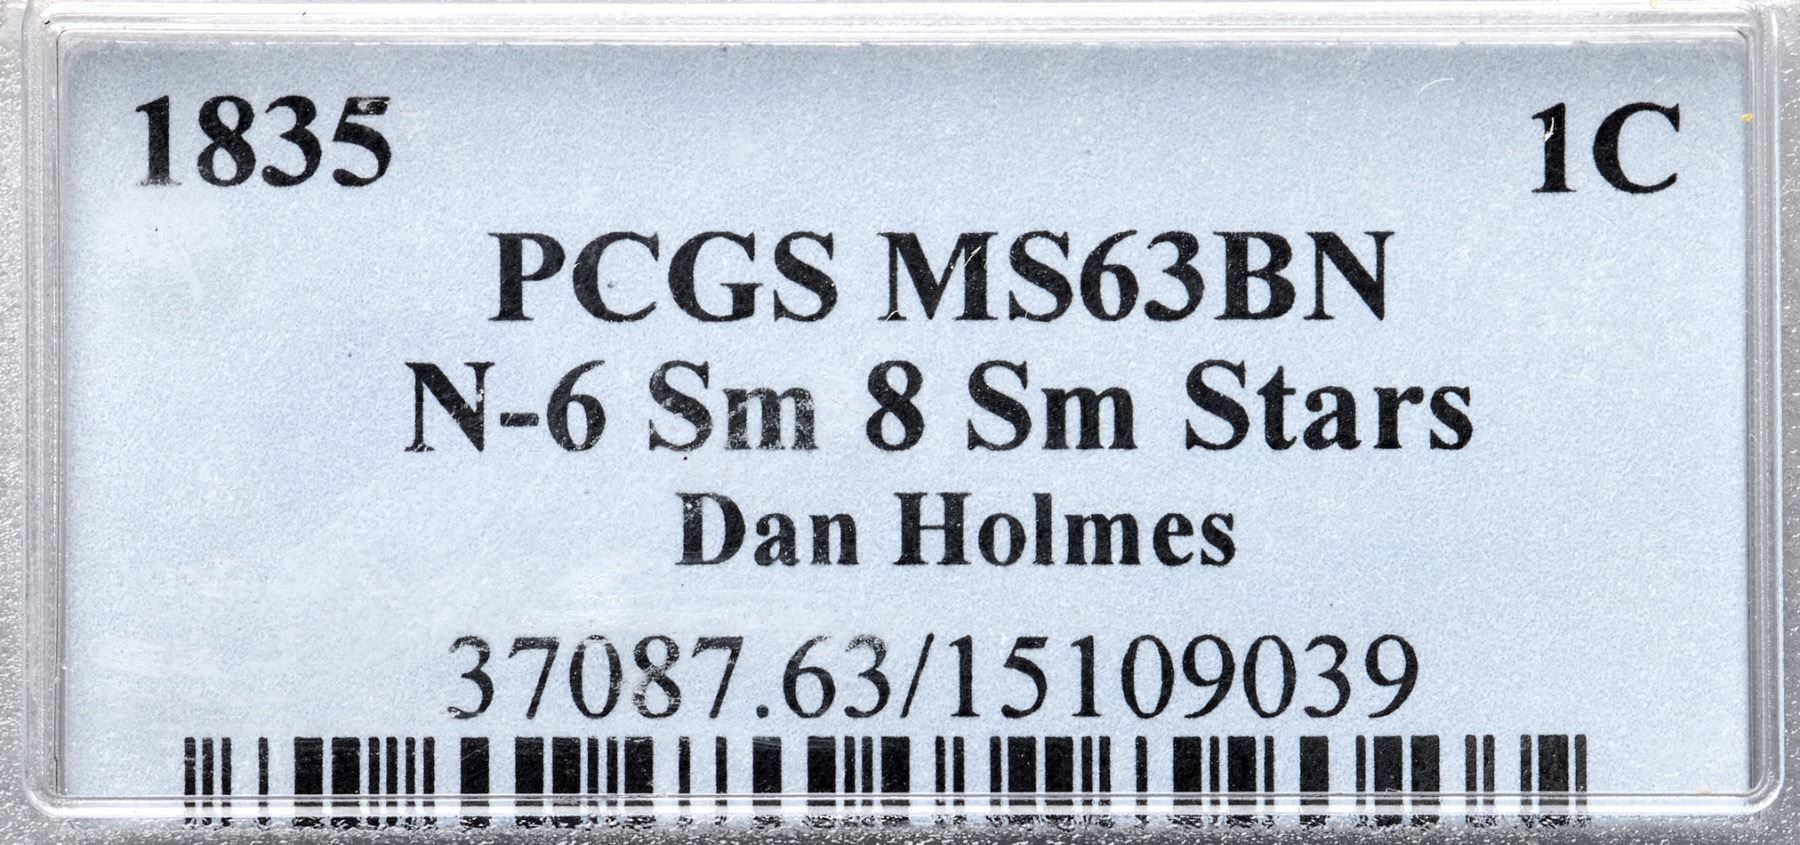 1835 1C
PCGS MS63BN
N-6 Sm 8 Sm Stars
Dan Holmes
37087.63/15109039